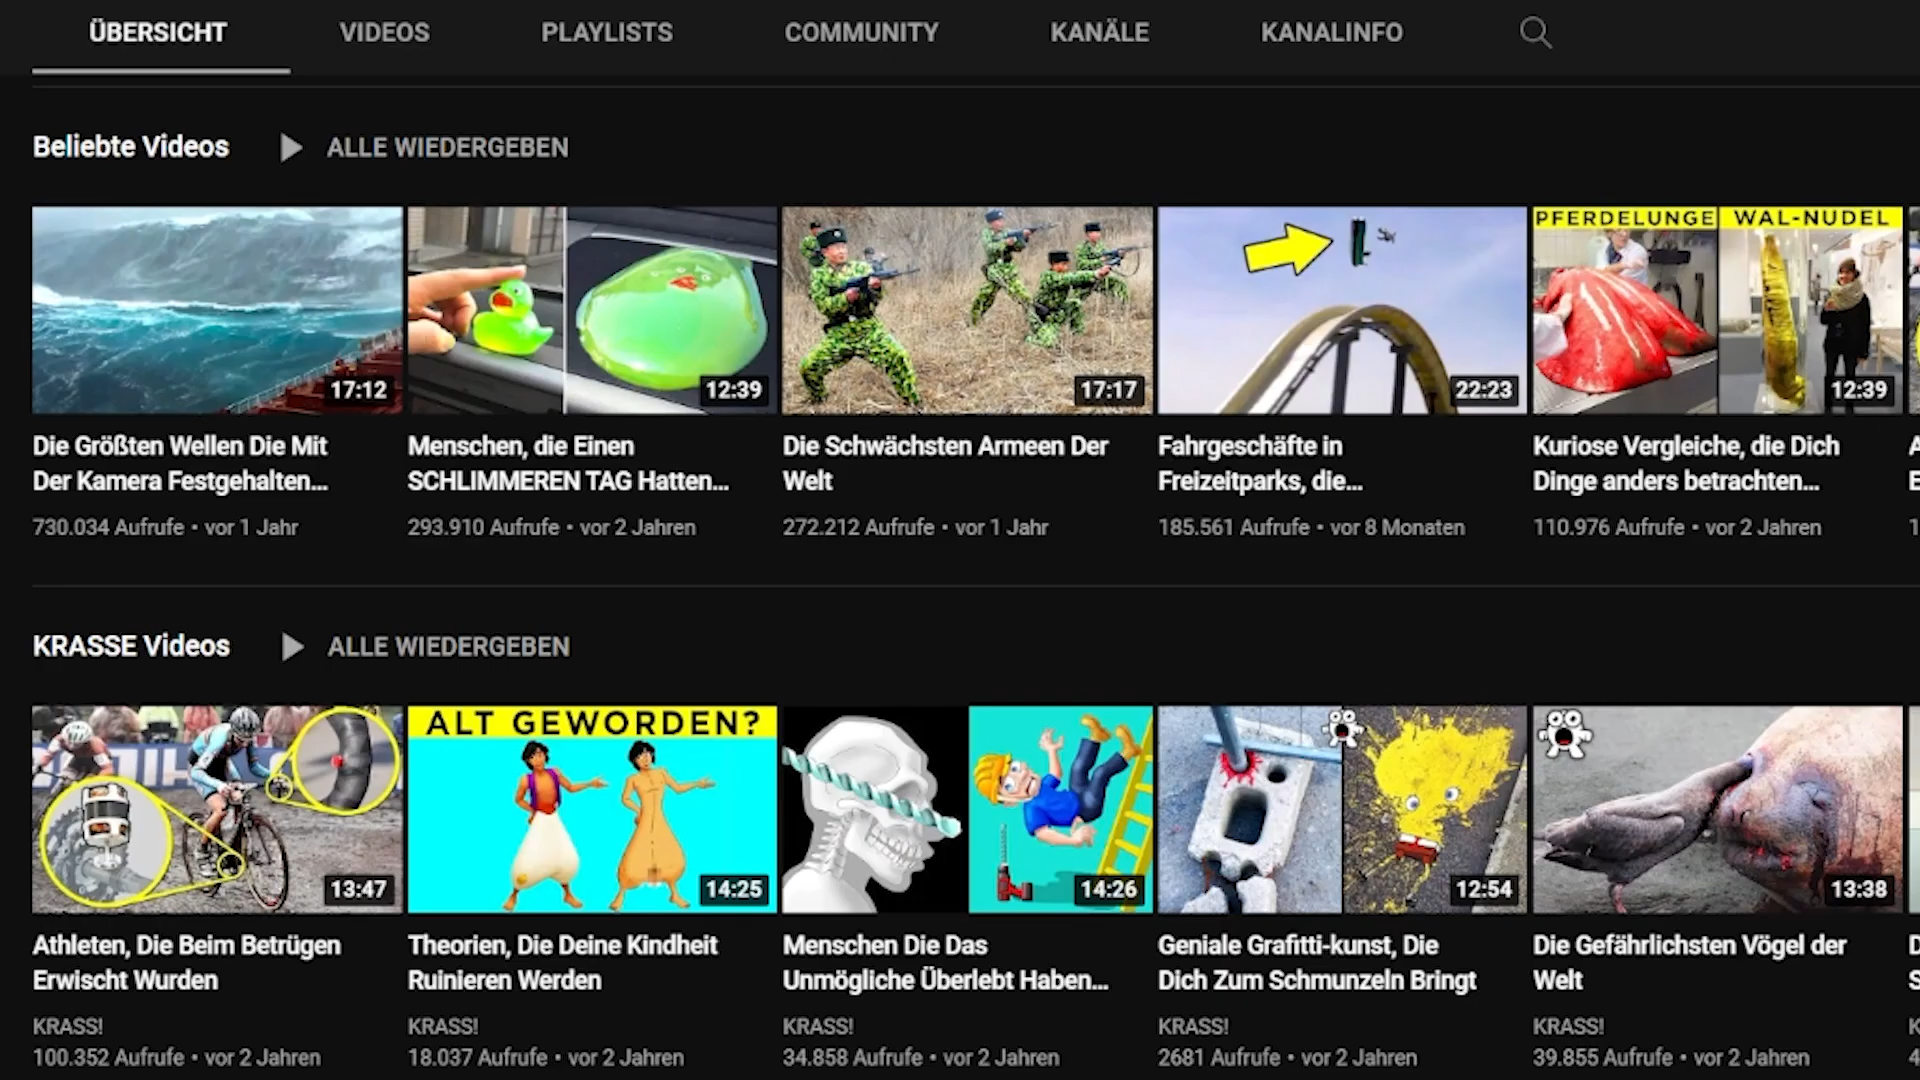 ÜBERSICHT VIDEOS PLAYLISTS COMMUNITY KANÄLE KANALINFO
Beliebte Videos ALLE WIEDERGEBEN
PFERDELUNGE WAL-NUDEL
17:12 12:39 17:17 22:23 12:39
Die Größten Wellen Die Mit
Der Kamera Festgehalten...
730.034 Aufrufe • vor 1 Jahr
Menschen, die Einen
SCHLIMMEREN TAG Hatten...
293.910 Aufrufe • vor 2 Jahren
Die Schwächsten Armeen Der
Welt
272.212 Aufrufe • vor 1 Jahr
Fahrgeschäfte in
Freizeitparks, die...
185.561 Aufrufe • vor 8 Monaten
Kuriose Vergleiche, die Dich
Dinge anders betrachten...
110.976 Aufrufe • vor 2 Jahren
KRASSE Videos ALLE WIEDERGEBEN
ALT GEWORDEN?
13:47 14:25 14:26 12:54 13:38
Athleten, Die Beim Betrügen
Erwischt Wurden
KRASS!
100.352 Aufrufe • vor 2 Jahren
Theorien, Die Deine Kindheit
Ruinieren Werden
KRASS!
18.037 Aufrufe • vor 2 Jahren
Menschen Die Das
Unmögliche Überlebt Haben...
KRASS!
34.858 Aufrufe • vor 2 Jahren
Geniale Grafitti-kunst, Die
Dich Zum Schmunzeln Bringt
KRASS!
2681 Aufrufe • vor 2 Jahren
Die Gefährlichsten Vögel der
Welt
KRASS!
39.855 Aufrufe • vor 2 Jahren